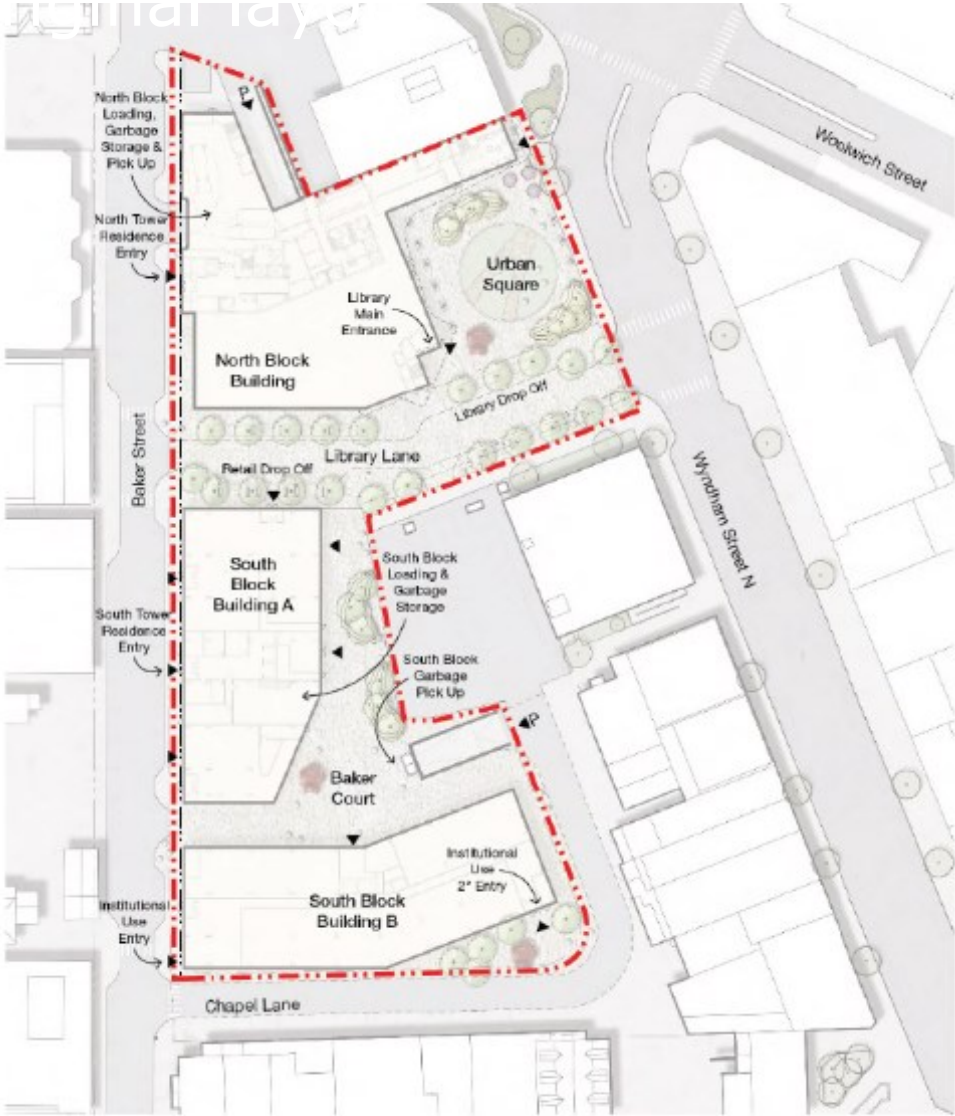 North Block
Loading,
Garbage
Storage &
Pick Up
P
Woolwich Street
North Tower
Residence
Entry
Urban
Square
Library
Main
Entrance
North Block
Building
Library Drop Off
Baker Street
Library Lane
Retail Drop Off
Wyndham Street N
South
Block
Building A
South Block
Loading &
Garbage
Storage
South Tower
Residence
Entry
South Block
Garbage
Pick Up
P
Baker
Court
Institutional
Use
2° Entry
South Block
Building B
Institutional
Use
Entry
Chapel Lane